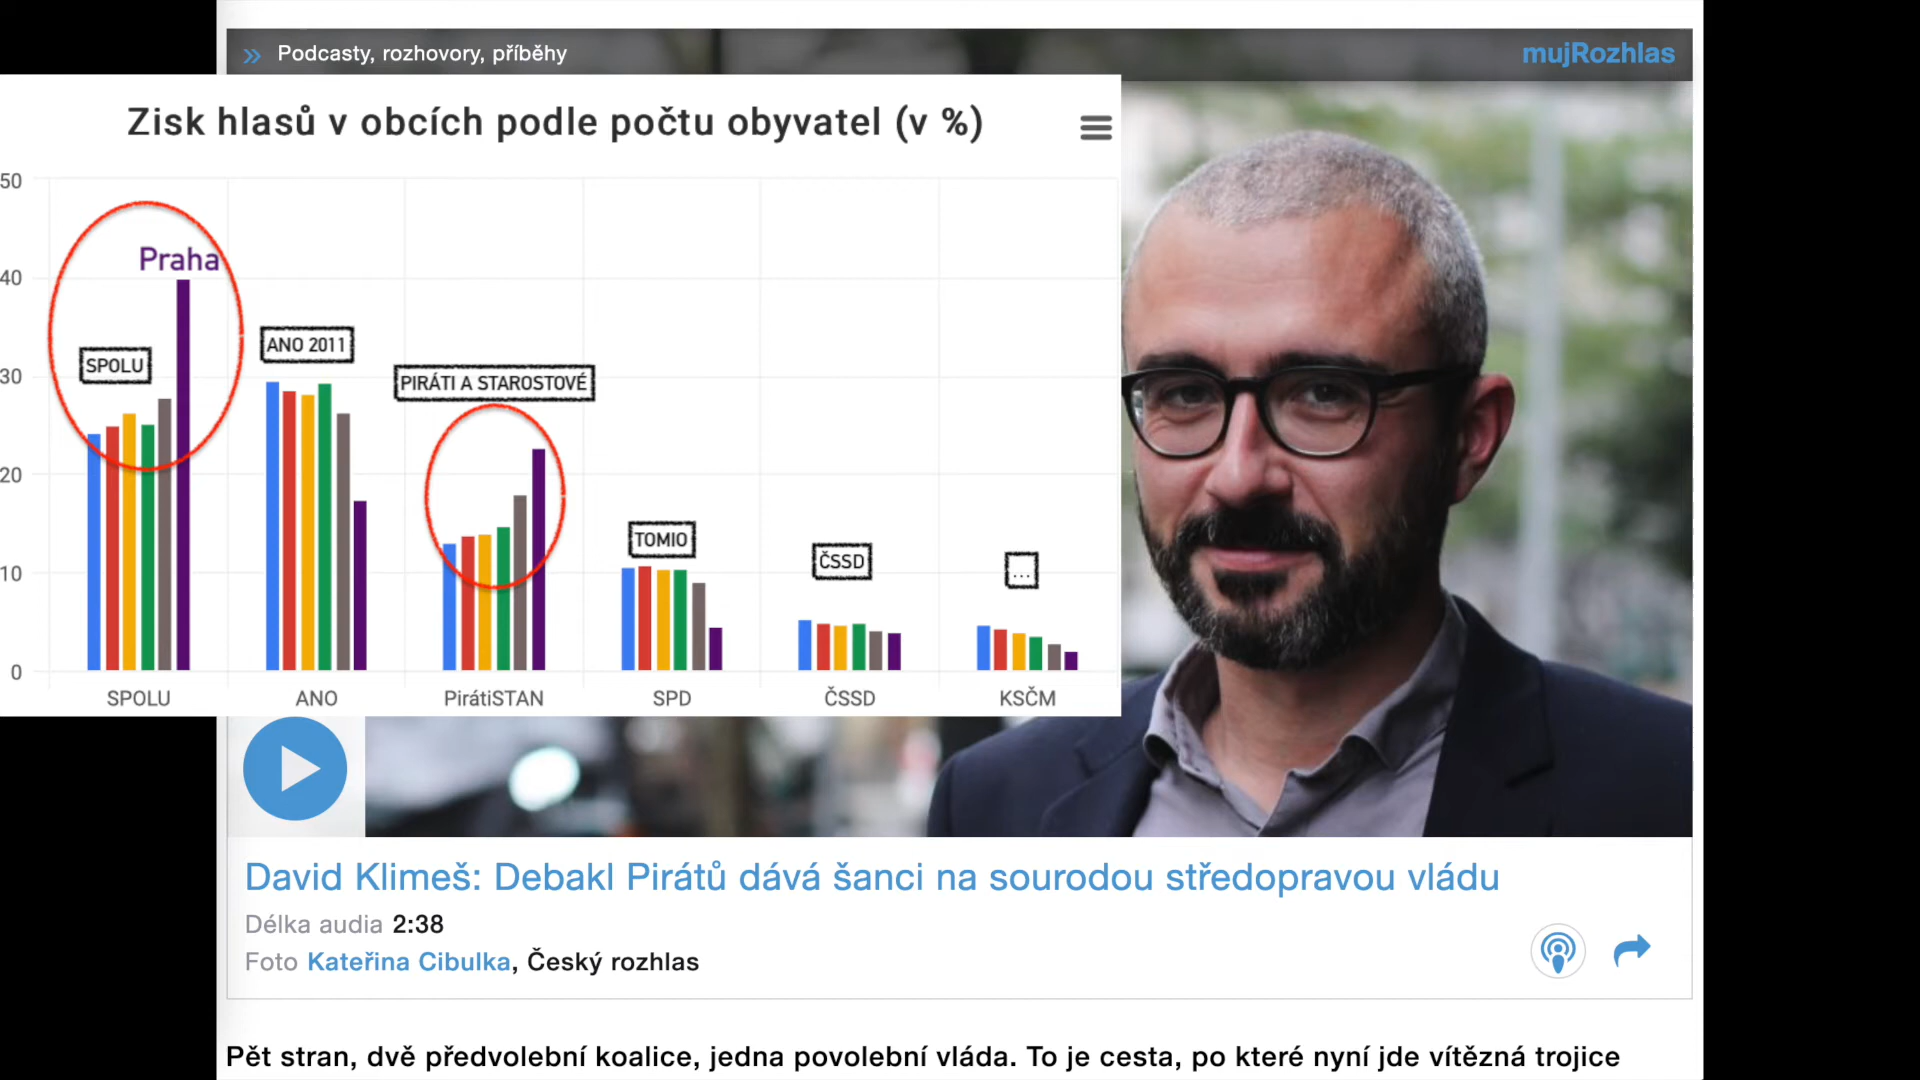 Podcasty, rozhovory, příběhy
mujRozhlas
Zisk hlasů v obcích podle počtu obyvatel (v %)
50
40
30
20
10
0
Praha
SPOLU
ANO 2011
PIRÁTI A STAROSTOVÉ
TOMIO
ČSSD
...
SPOLU
ANO
PirátiSTAN
SPD
ČSSD
KSČM
David Klimeš: Debakl Pirátů dává šanci na sourodou středopravou vládu
Délka audia 2:38
Foto Kateřina Cibulka, Český rozhlas
Pět stran, dvě předvolební koalice, jedna povolební vláda. To je cesta, po které nyní jde vítězná trojice